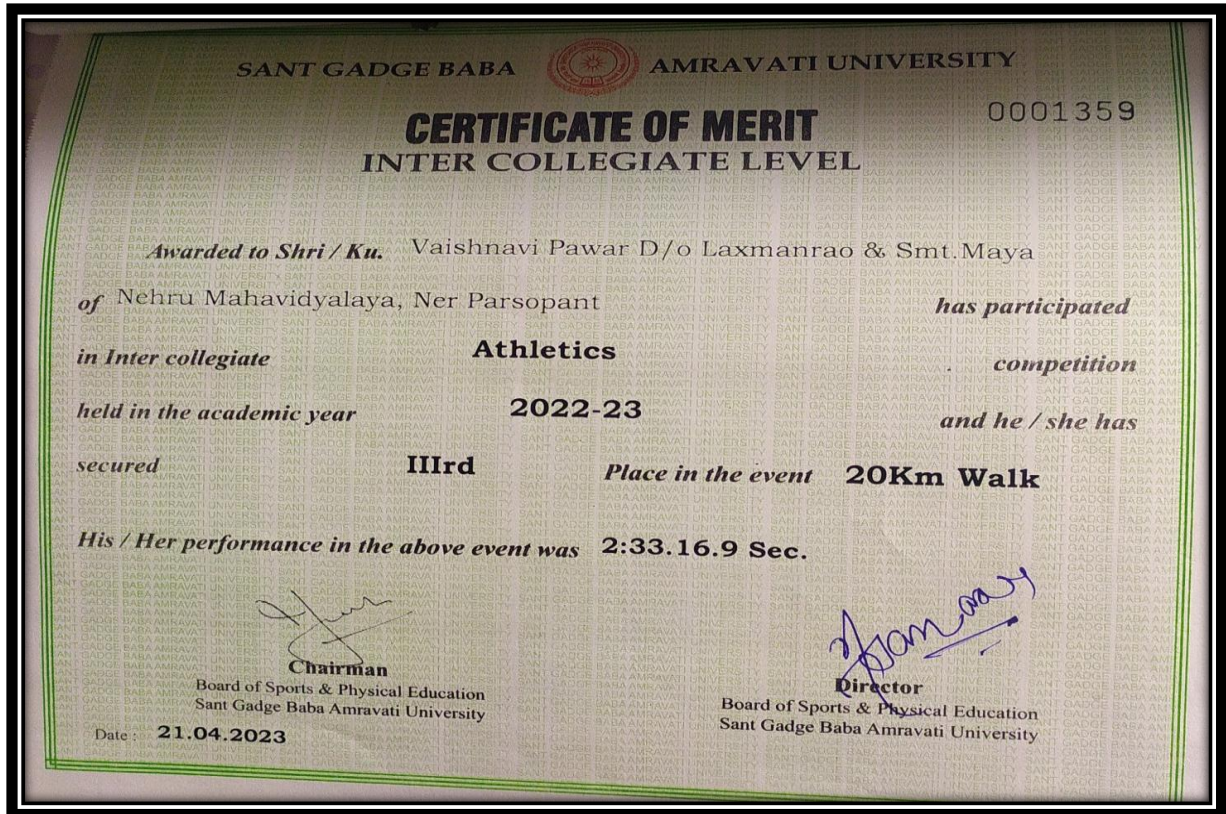 SANT GADGE BABA AMRAVATI UNIVERSITY
0001359
CERTIFICATE OF MERIT
INTER COLLEGIATE LEVEL
Awarded to Shri / Ku. Vaishnavi Pawar D/o Laxmanrao & Smt.Maya
of Nehru Mahavidyalaya, Ner Parsopant has participated
in Inter collegiate Athletics competition
held in the academic year 2022-23 and he / she has
secured IIIrd Place in the event 20Km Walk
His / Her performance in the above event was 2:33.16.9 Sec.
Chairman
Board of Sports & Physical Education
Sant Gadge Baba Amravati University
Director
Board of Sports & Physical Education
Sant Gadge Baba Amravati University
Date : 21.04.2023